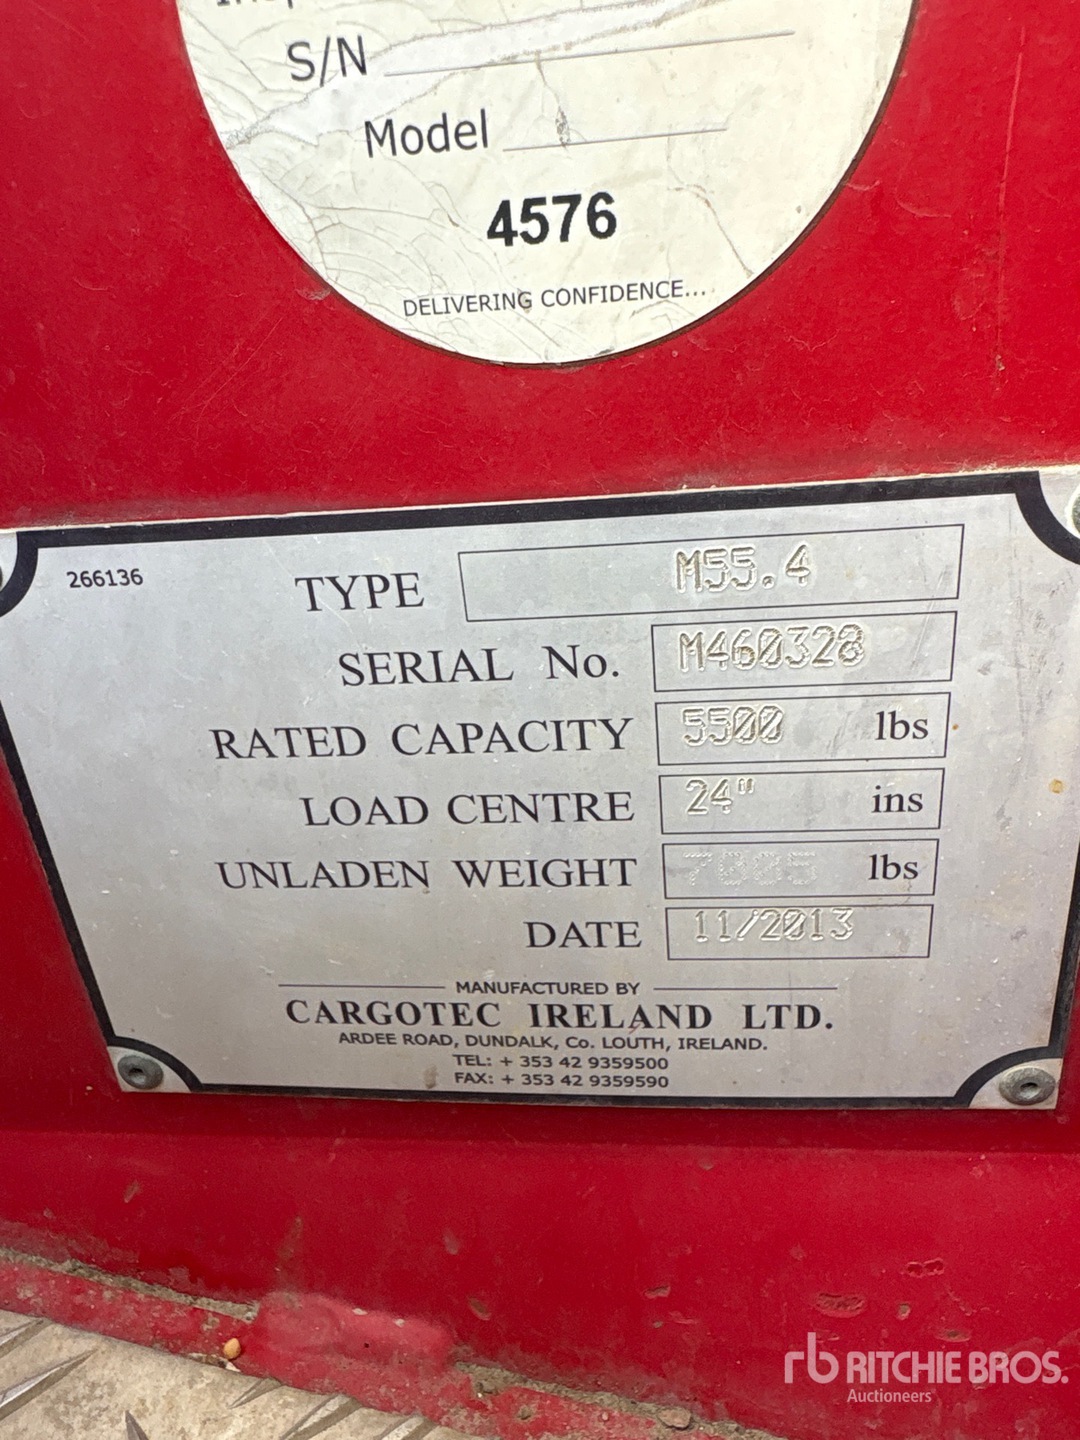 S/N
Model
4576
DELIVERING CONFIDENCE...
266136
TYPE M55.4
SERIAL No. M460328
RATED CAPACITY 5500 lbs
LOAD CENTRE 24" ins
UNLADEN WEIGHT lbs
DATE 11/2013
MANUFACTURED BY
CARGOTEC IRELAND LTD.
ARDEE ROAD, DUNDALK, Co. LOUTH, IRELAND.
TEL: + 353 42 9359500
FAX: + 353 42 9359590
rb RITCHIE BROS.
Auctioneers